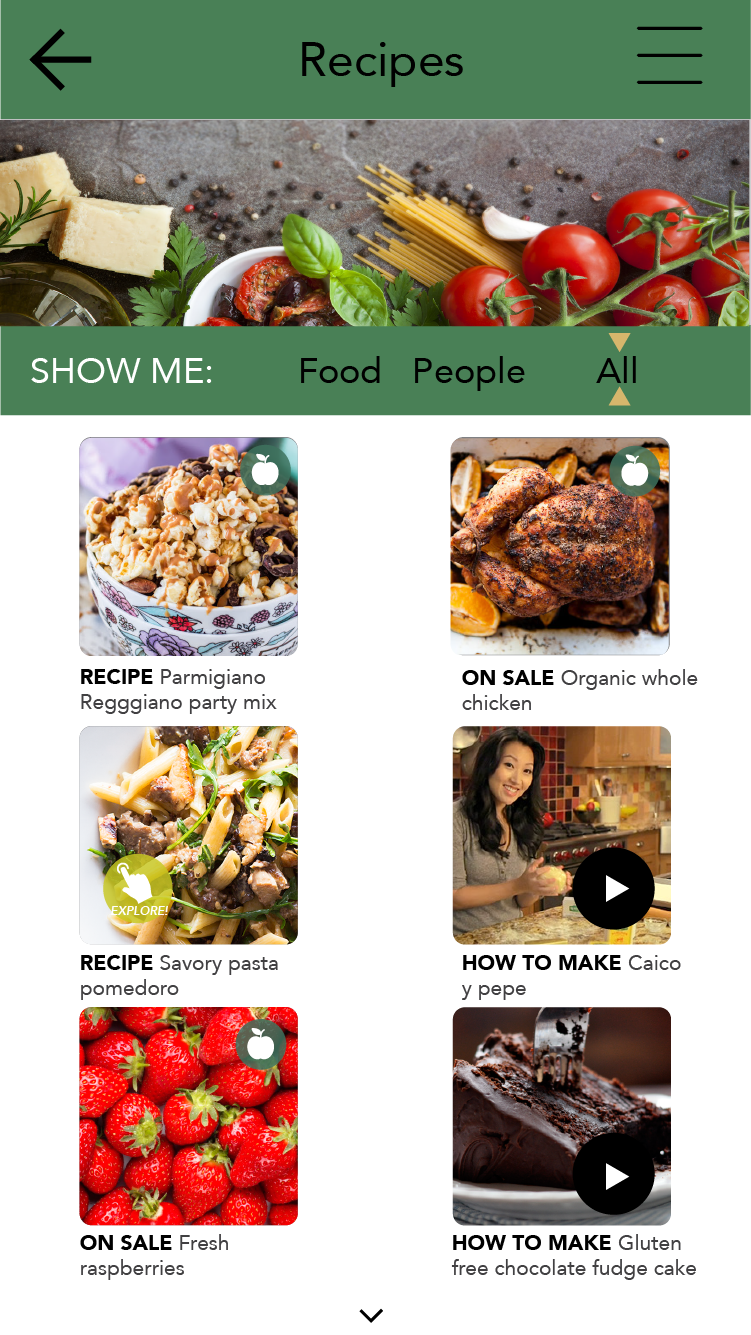 Recipes
SHOW ME: Food People All
RECIPE Parmigiano
Regggiano party mix
ON SALE Organic whole
chicken
EXPLORE!
RECIPE Savory pasta
pomedoro
HOW TO MAKE Caico
y pepe
ON SALE Fresh
raspberries
HOW TO MAKE Gluten
free chocolate fudge cake